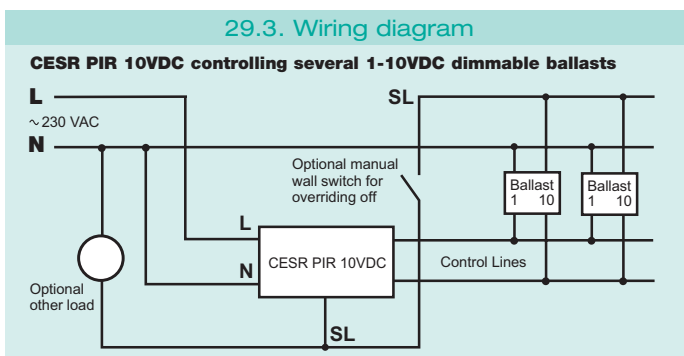 29.3. Wiring diagram
CESR PIR 10VDC controlling several 1-10VDC dimmable ballasts
L
SL
~230 VAC
N
Optional manual
wall switch for
overriding off
Ballast
1 10
Ballast
1 10
L
N
CESR PIR 10VDC
Control Lines
Optional
other load
SL